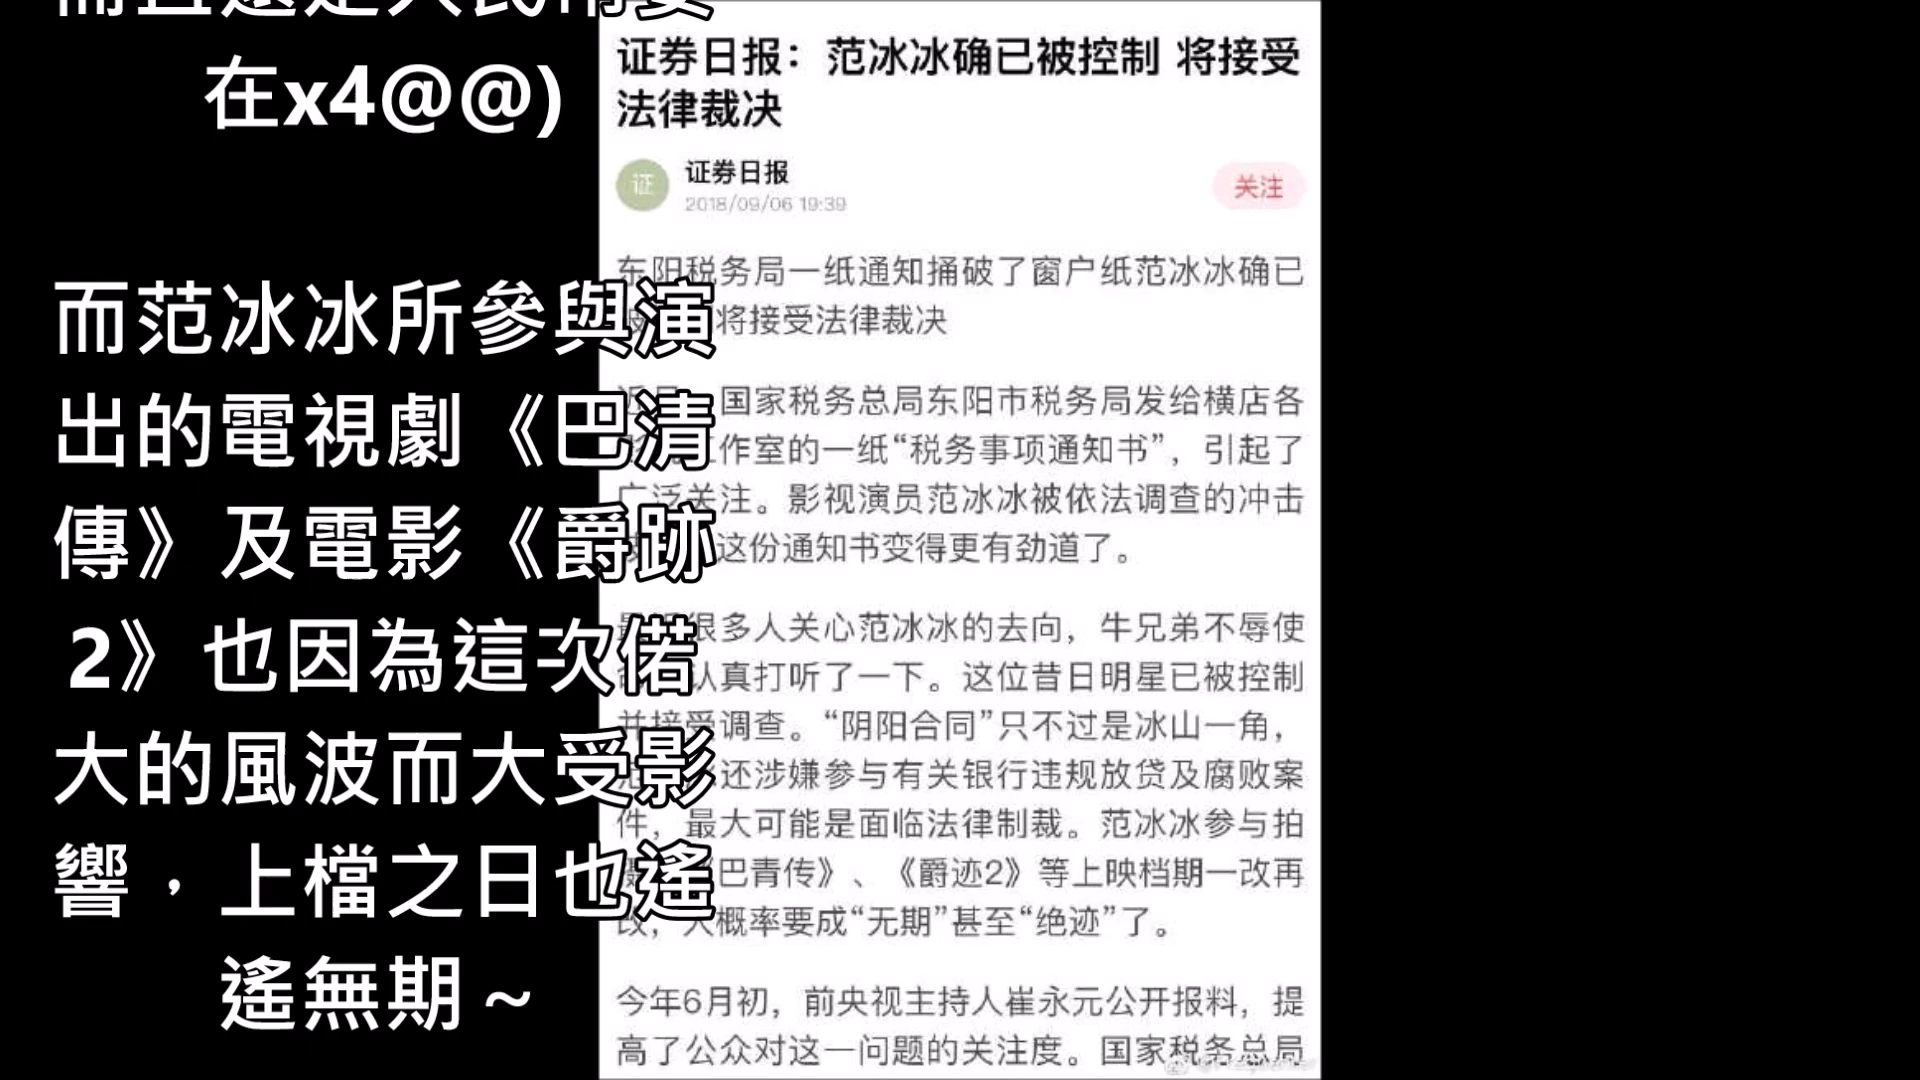 而且還是人民幣要
在x4@@)
而范冰冰所參與演
出的電視劇《巴清
傳》及電影《爵跡
2》也因為這次偌
大的風波而大受影
響，上檔之日也遙
遙無期～
证券日报：范冰冰确已被控制 将接受
法律裁决
证
证券日报
2018/09/06 19:39
关注
东阳税务局一纸通知捅破了窗户纸范冰冰确已
将接受法律裁决
国家税务总局东阳市税务局发给横店各
工作室的一纸“税务事项通知书”，引起了
广泛关注。影视演员范冰冰被依法调查的冲击
这份通知书变得更有劲道了。
很多人关心范冰冰的去向，牛兄弟不辱使
认真打听了一下。这位昔日明星已被控制
并接受调查。“阴阳合同”只不过是冰山一角，
还涉嫌参与有关银行违规放贷及腐败案
件，最大可能是面临法律制裁。范冰冰参与拍
《巴青传》、《爵迹2》等上映档期一改再
改，大概率要成“无期”甚至“绝迹”了。
今年6月初，前央视主持人崔永元公开报料，提
高了公众对这一问题的关注度。国家税务总局